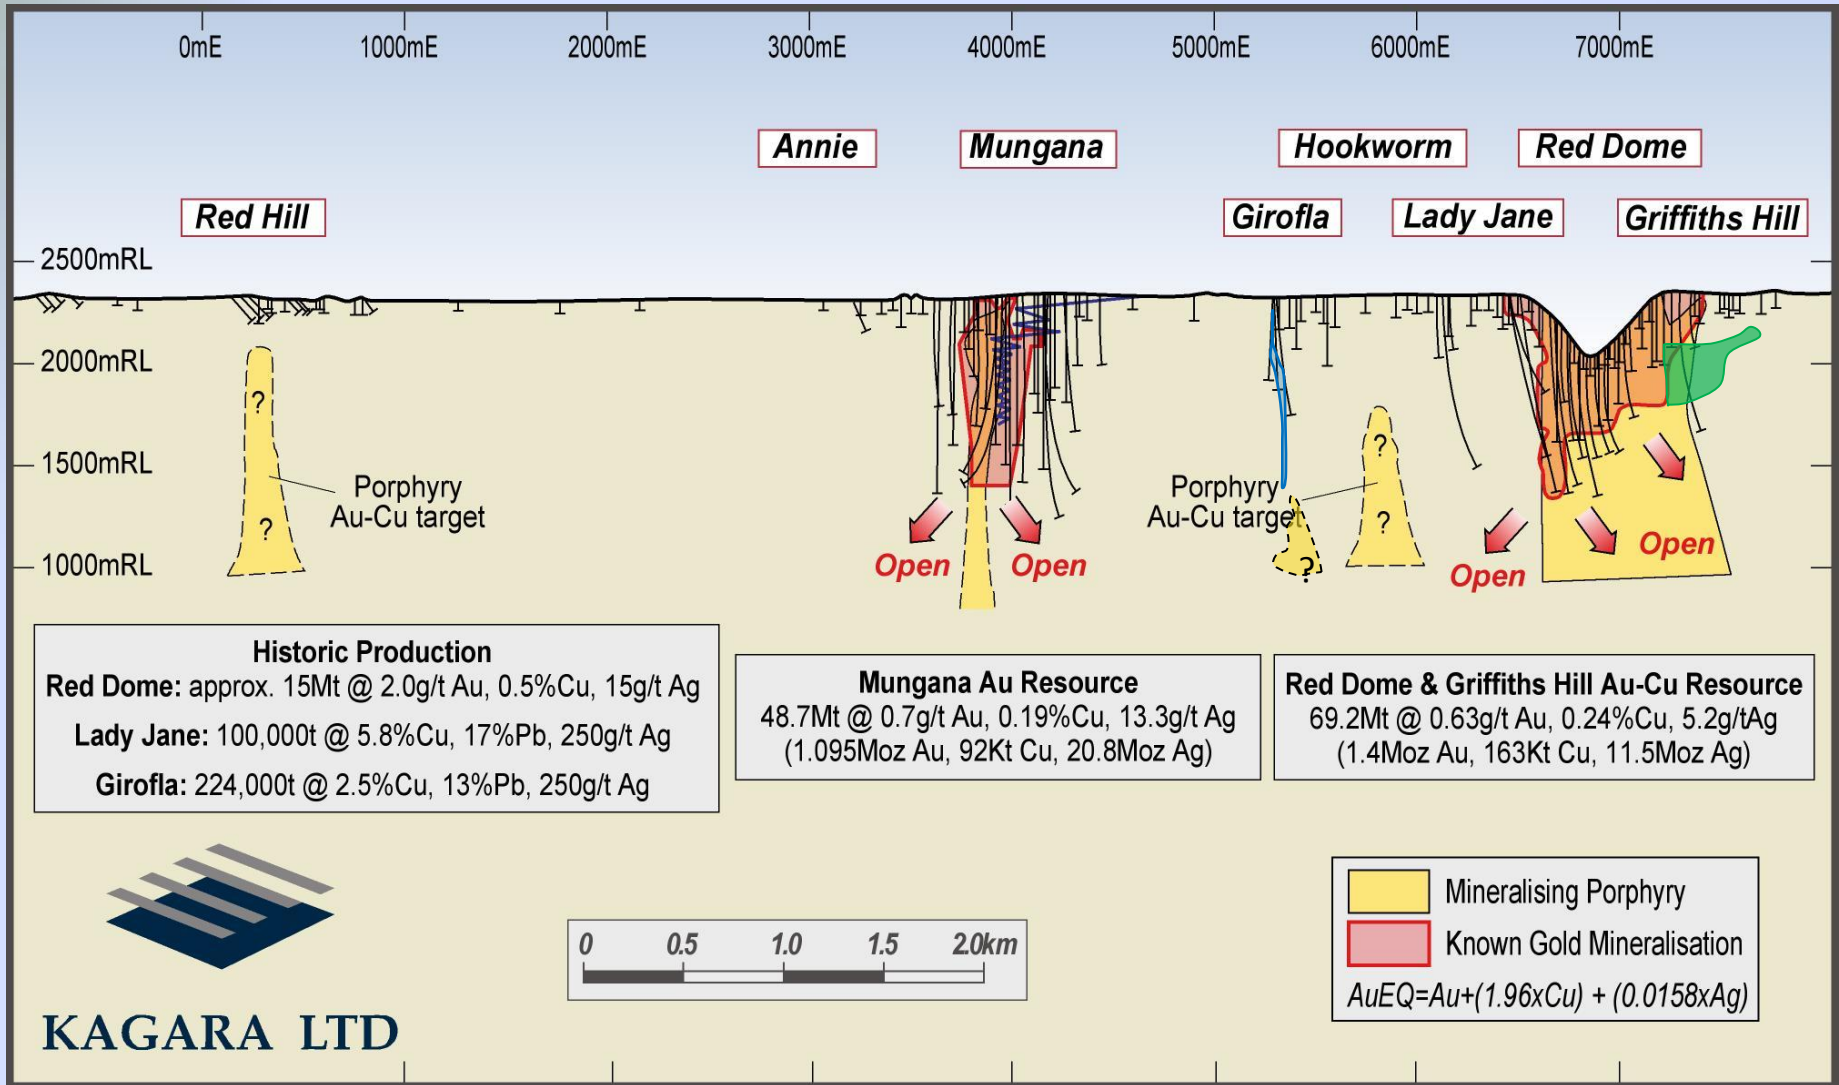 0mE 1000mE 2000mE 3000mE 4000mE 5000mE 6000mE 7000mE
Annie Mungana Hookworm Red Dome
Red Hill Girofla Lady Jane Griffiths Hill
2500mRL
2000mRL
1500mRL
1000mRL
?
?
Porphyry
Au-Cu target
Open Open
Porphyry
Au-Cu target
?
?
?
Open
Open
Historic Production
Red Dome: approx. 15Mt @ 2.0g/t Au, 0.5%Cu, 15g/t Ag
Lady Jane: 100,000t @ 5.8%Cu, 17%Pb, 250g/t Ag
Girofla: 224,000t @ 2.5%Cu, 13%Pb, 250g/t Ag
Mungana Au Resource
48.7Mt @ 0.7g/t Au, 0.19%Cu, 13.3g/t Ag
(1.095Moz Au, 92Kt Cu, 20.8Moz Ag)
Red Dome & Griffiths Hill Au-Cu Resource
69.2Mt @ 0.63g/t Au, 0.24%Cu, 5.2g/tAg
(1.4Moz Au, 163Kt Cu, 11.5Moz Ag)
KAGARA LTD
0 0.5 1.0 1.5 2.0km
Mineralising Porphyry
Known Gold Mineralisation
AuEQ=Au+(1.96xCu) + (0.0158xAg)